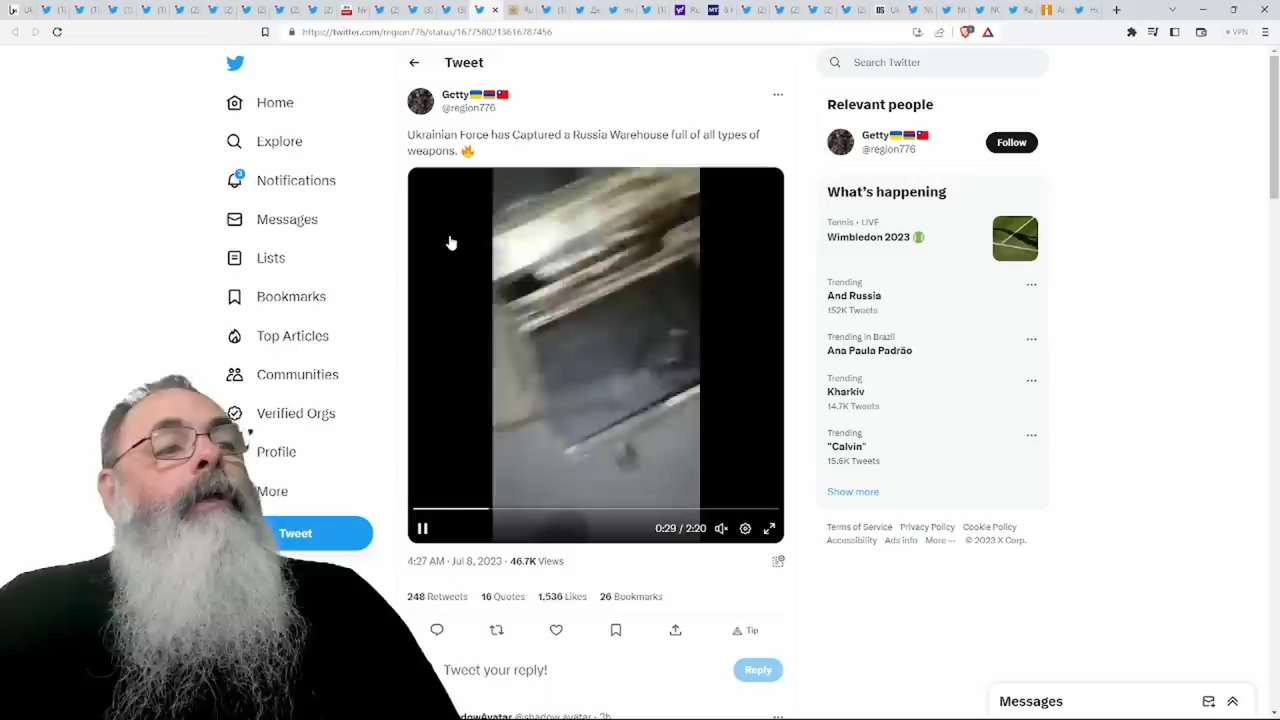 https://twitter.com/region776/status/1677580213616787456
VPN
Home
Explore
3
Notifications
Messages
Lists
Bookmarks
Top Articles
Communities
Verified Orgs
Profile
More
Tweet
Tweet
Getty
@region776
Ukrainian Force has Captured a Russia Warehouse full of all types of
weapons.
0:29 / 2:20
4:27 AM · Jul 8, 2023 · 46.7K Views
248 Retweets 16 Quotes 1,536 Likes 26 Bookmarks
Tip
Tweet your reply!
Reply
@shadow_avatar · 3h
Search Twitter
Relevant people
Getty
@region776
Follow
What's happening
Tennis · LIVE
Wimbledon 2023
Trending
And Russia
152K Tweets
Trending in Brazil
Ana Paula Padrão
Trending
Kharkiv
14.7K Tweets
Trending
"Calvin"
15.6K Tweets
Show more
Terms of Service Privacy Policy Cookie Policy
Accessibility Ads info More ··· © 2023 X Corp.
Messages